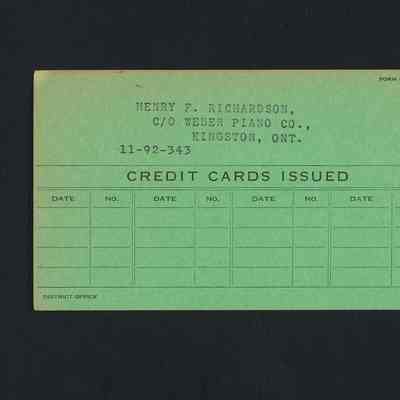 FORM
HENRY F. RICHARDSON,
C/O WEBER PIANO CO.,
KINGSTON, ONT.
11-92-343
CREDIT CARDS ISSUED
DATE NO. DATE NO. DATE NO. DATE
DISTRICT OFFICE